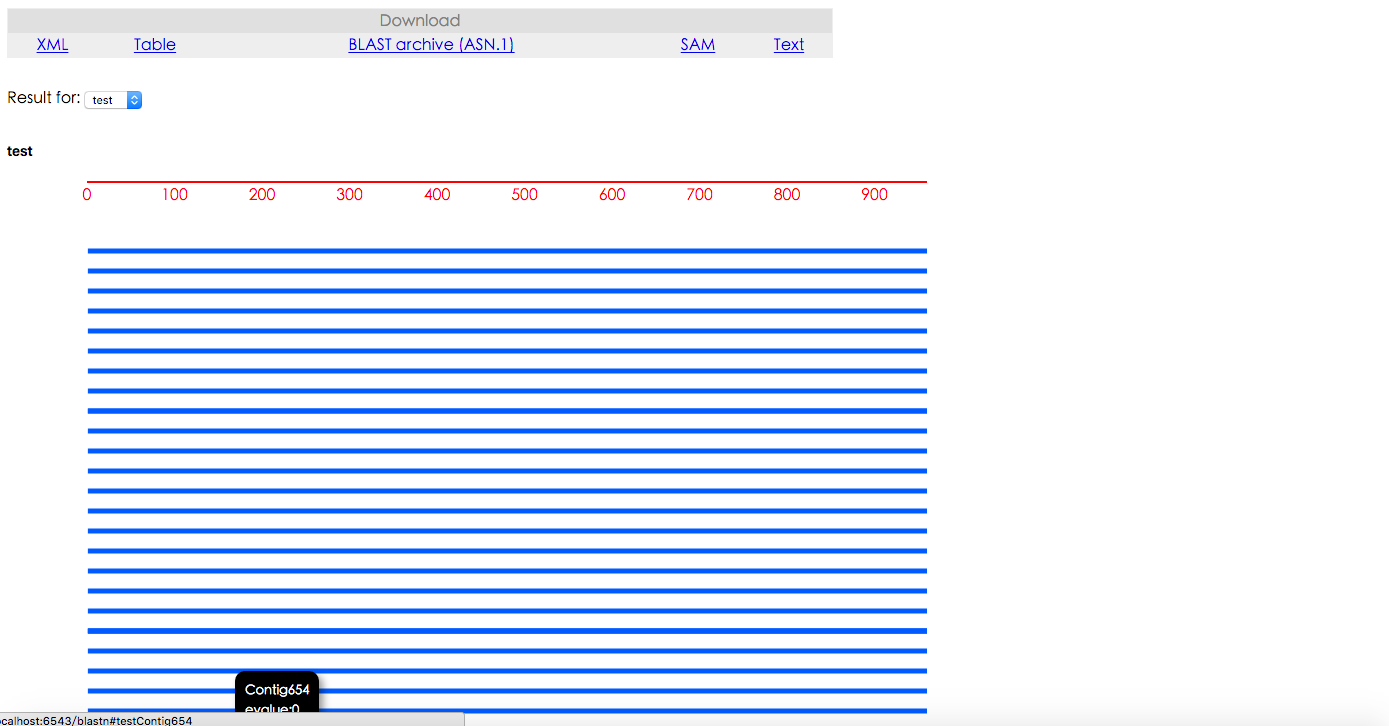 Download
XML Table BLAST archive (ASN.1) SAM Text
Result for: test
test
0 100 200 300 400 500 600 700 800 900
Contig654
evalue:0
ocalhost:6543/blastn#testContig654